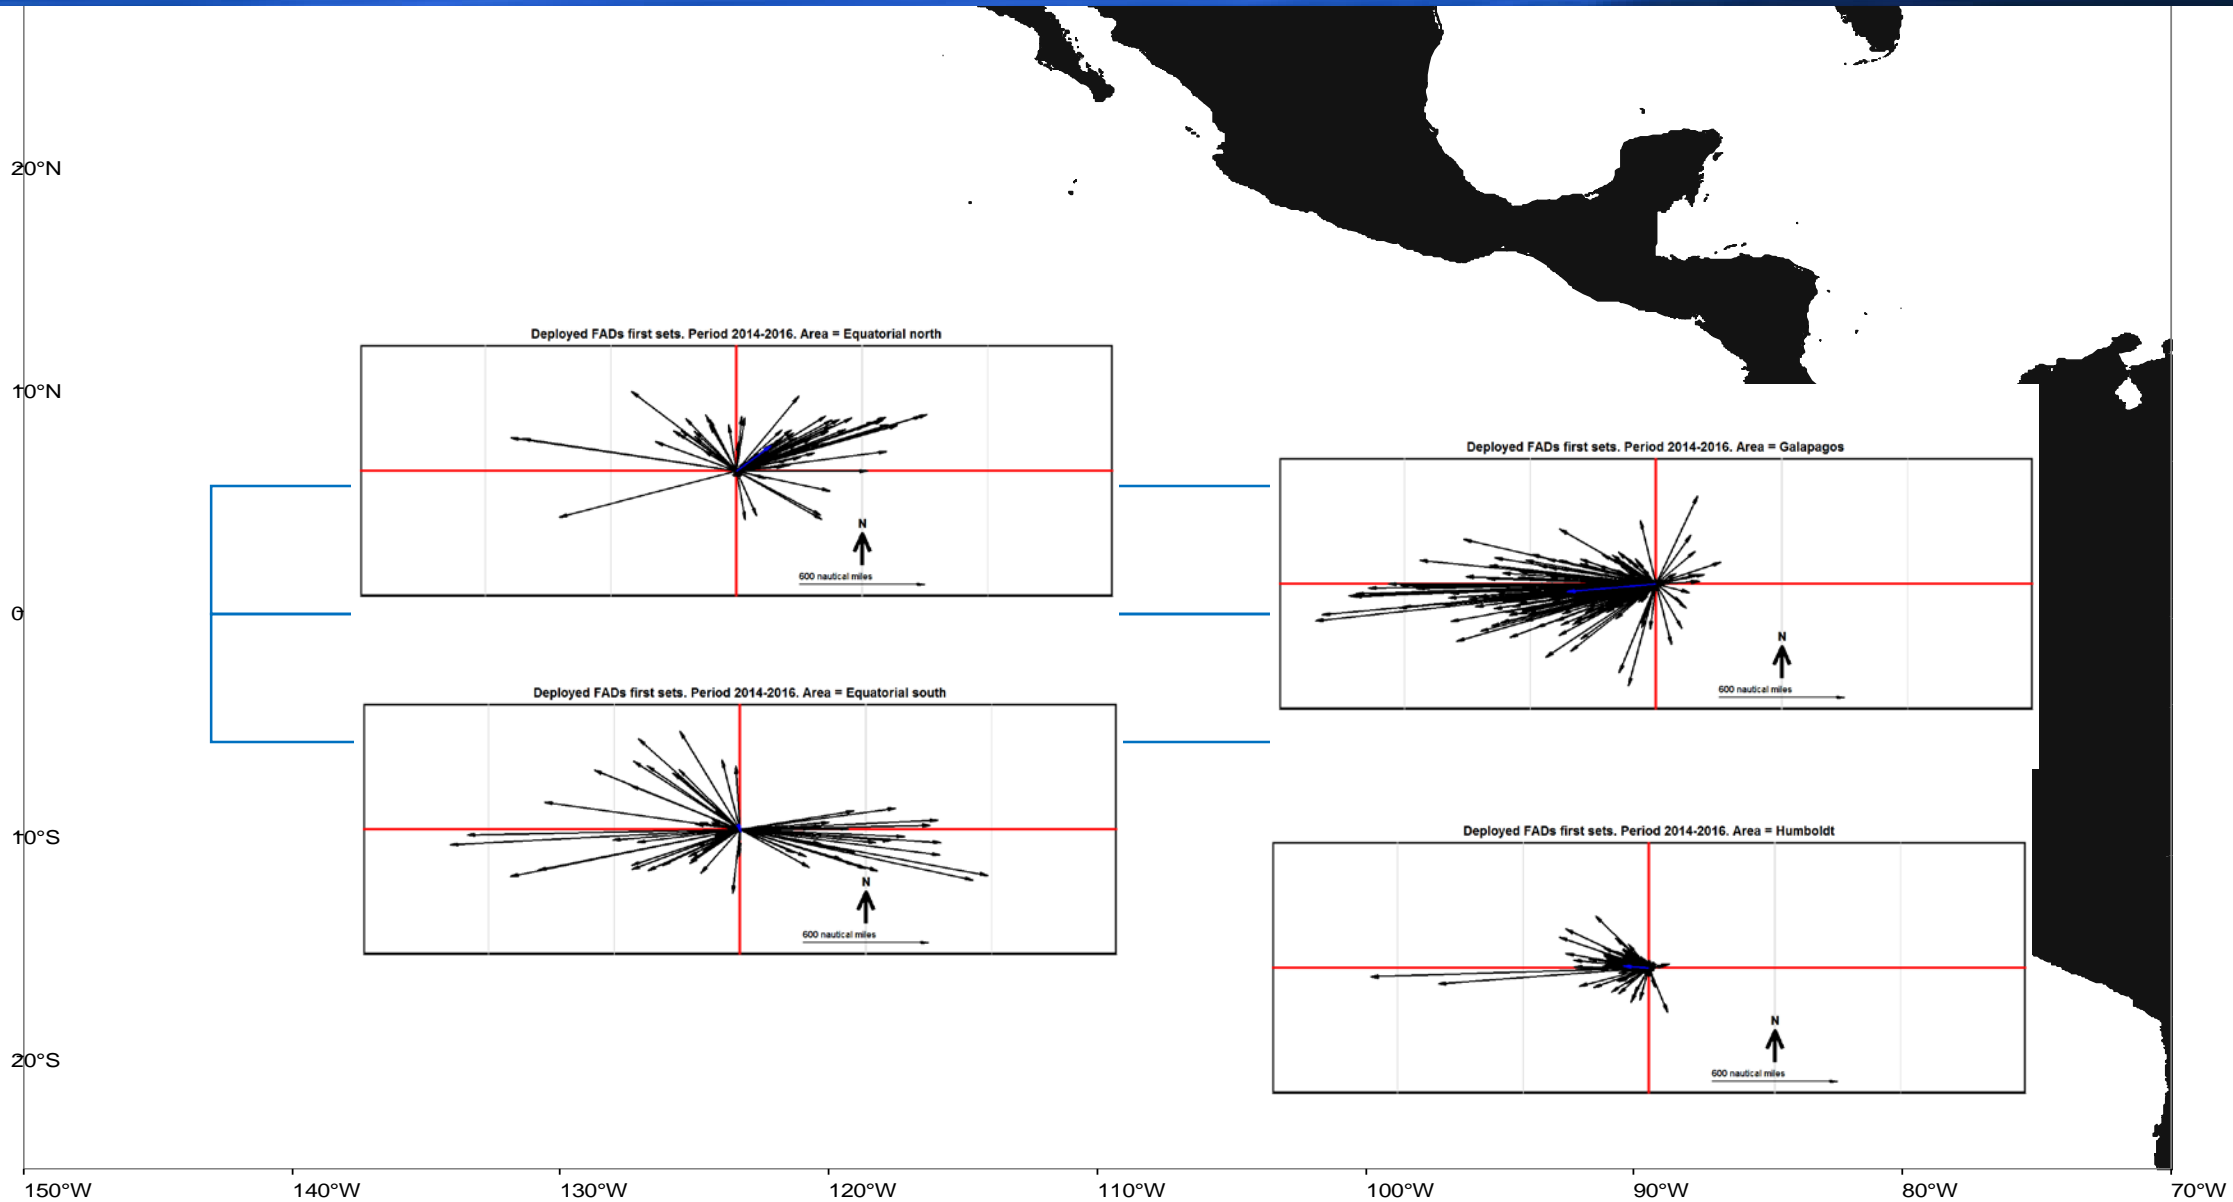 20°N
Deployed FADs first sets. Period 2014-2016. Area = Equatorial north
10°N
Deployed FADs first sets. Period 2014-2016. Area = Galapagos
N
600 nautical miles
0
N
600 nautical miles
Deployed FADs first sets. Period 2014-2016. Area = Equatorial south
10°S
Deployed FADs first sets. Period 2014-2016. Area = Humboldt
N
600 nautical miles
N
20°S
600 nautical miles
150°W 140°W 130°W 120°W 110°W 100°W 90°W 80°W 70°W